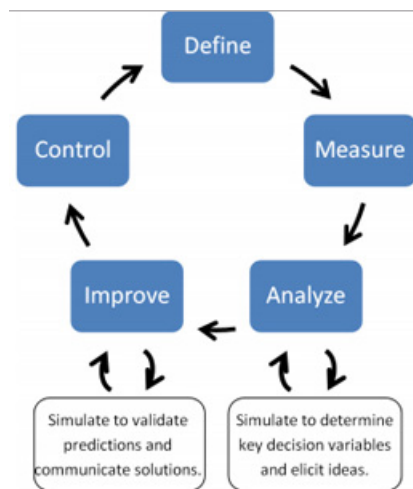 Define
Control
Measure
Improve
Analyze
Simulate to validate
predictions and
communicate solutions.
Simulate to determine
key decision variables
and elicit ideas.